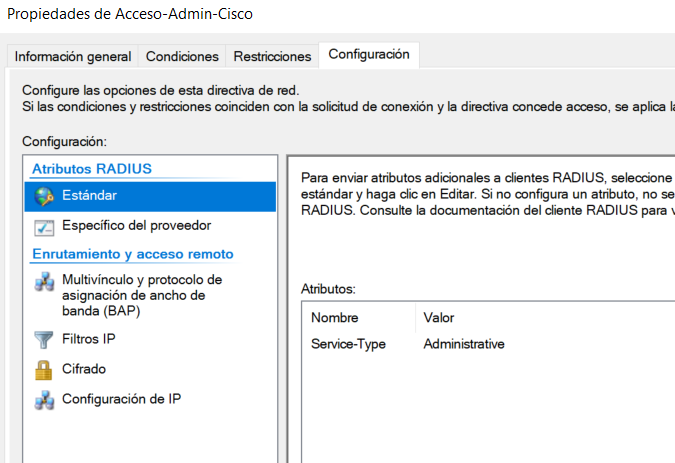 Propiedades de Acceso-Admin-Cisco
Información general
Condiciones
Restricciones
Configuración
Configure las opciones de esta directiva de red.
Si las condiciones y restricciones coinciden con la solicitud de conexión y la directiva concede acceso, se aplica
Configuración:
Atributos RADIUS
Estándar
Específico del proveedor
Enrutamiento y acceso remoto
Multivínculo y protocolo de
asignación de ancho de
banda (BAP)
Filtros IP
Cifrado
Configuración de IP
Para enviar atributos adicionales a clientes RADIUS, seleccione
estándar y haga clic en Editar. Si no configura un atributo, no se
RADIUS. Consulte la documentación del cliente RADIUS para
Atributos:
Nombre
Valor
Service-Type
Administrative